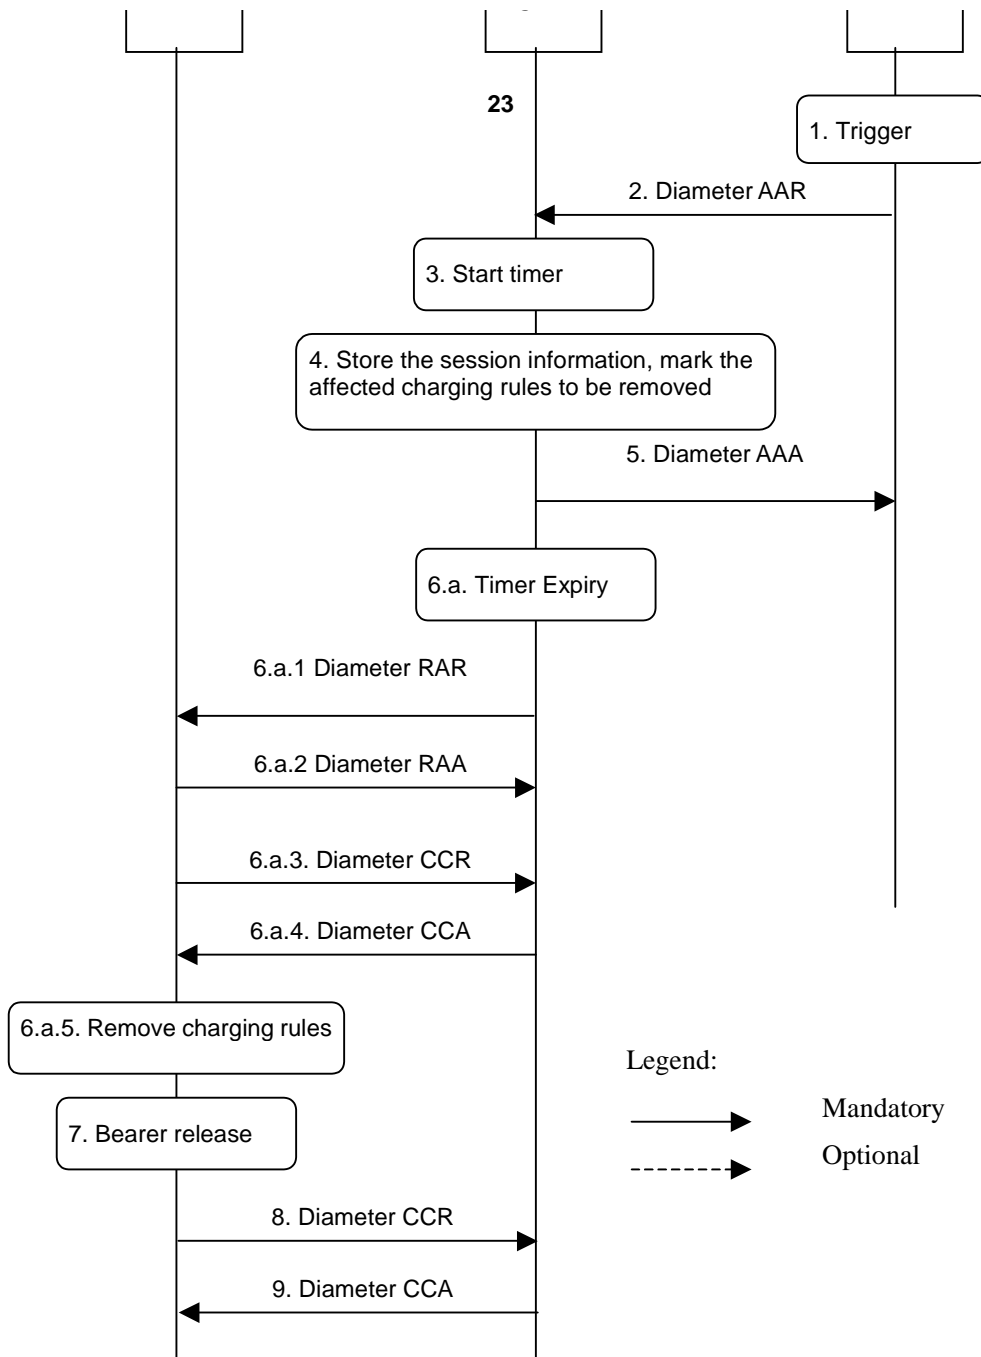 23
1. Trigger
2. Diameter AAR
3. Start timer
4. Store the session information, mark the
affected charging rules to be removed
5. Diameter AAA
6.a. Timer Expiry
6.a.1 Diameter RAR
6.a.2 Diameter RAA
6.a.3. Diameter CCR
6.a.4. Diameter CCA
6.a.5. Remove charging rules
Legend:
Mandatory
7. Bearer release
Optional
8. Diameter CCR
9. Diameter CCA